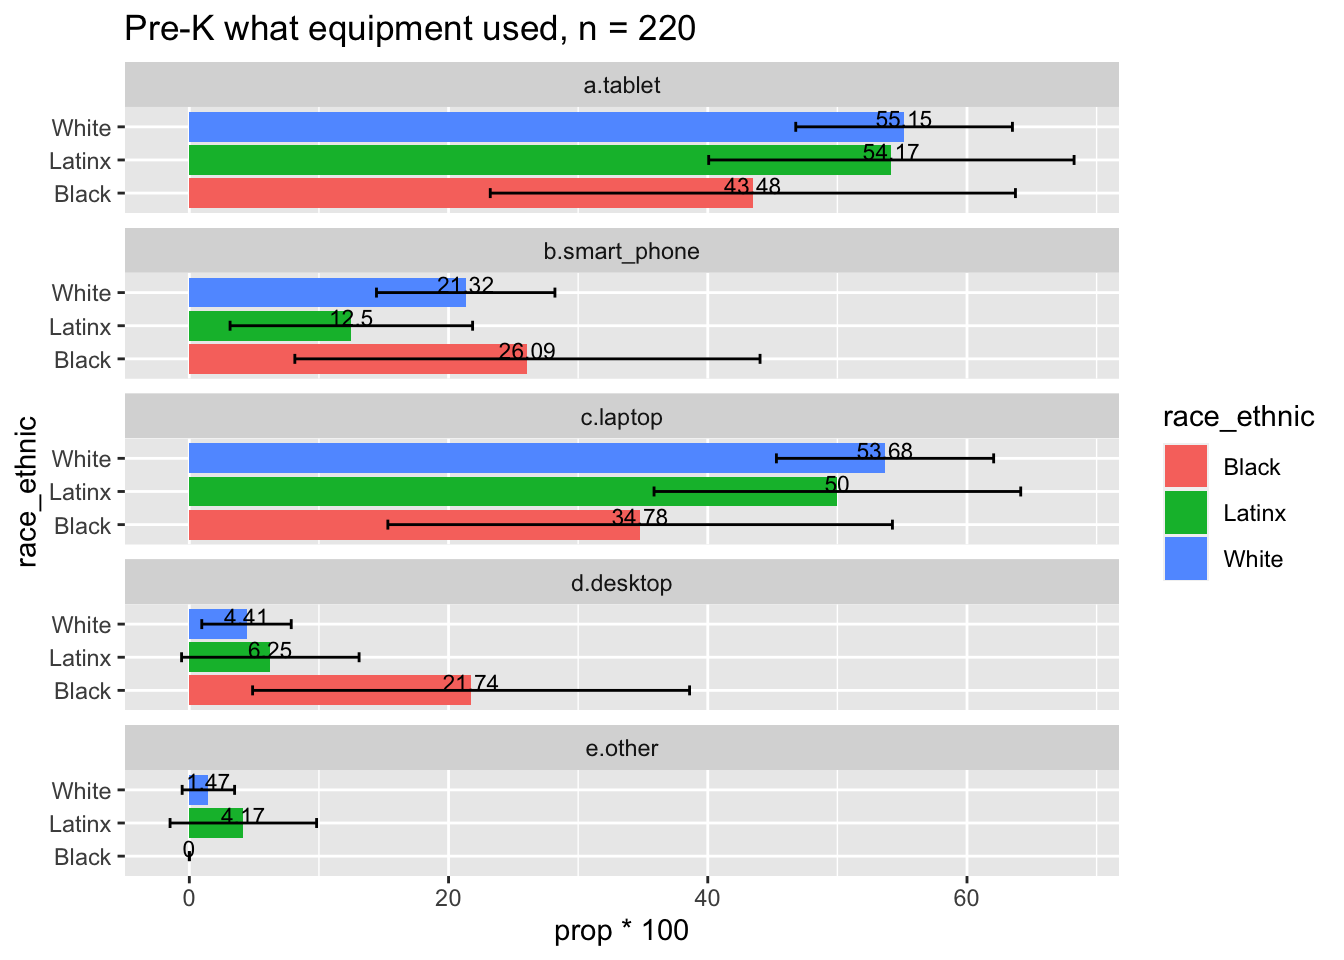 Pre-K what equipment used, n = 220
a.tablet
White 55.15
Latinx 54.17
Black 43.48
b.smart_phone
White 21.32
Latinx 12.5
Black 26.09
c.laptop
White 53.68
Latinx 50
Black 34.78
d.desktop
White 4.41
Latinx 6.25
Black 21.74
e.other
White 1.47
Latinx 4.17
Black 0
0 20 40 60
prop * 100
race_ethnic
race_ethnic
Black
Latinx
White